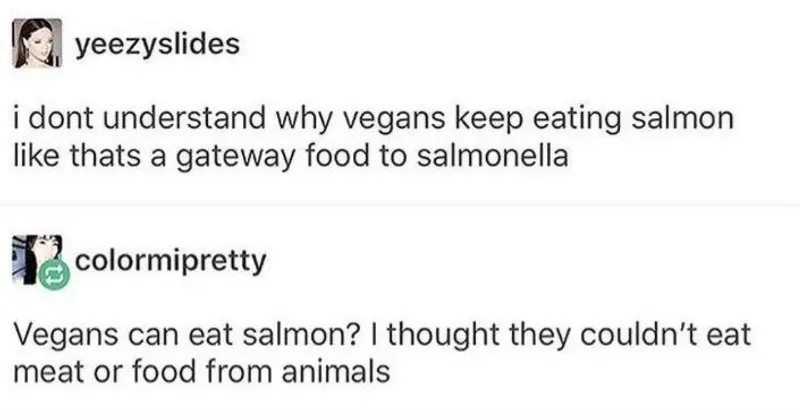 yeezyslides
i dont understand why vegans keep eating salmon
like thats a gateway food to salmonella
colormipretty
Vegans can eat salmon? I thought they couldn't eat
meat or food from animals